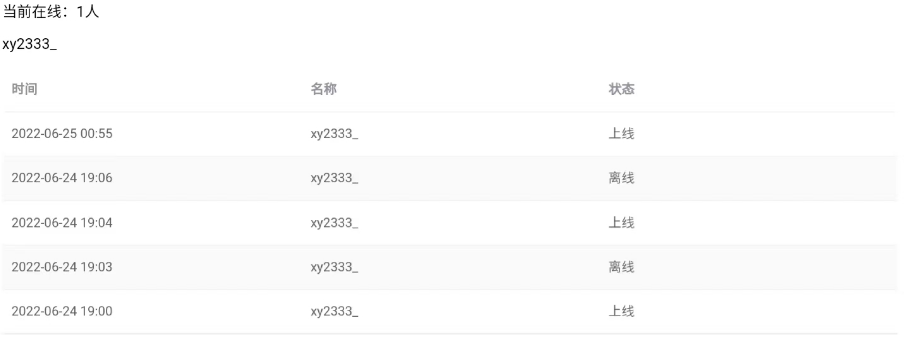 当前在线：1人
xy2333_
时间 名称 状态
2022-06-25 00:55 xy2333_ 上线
2022-06-24 19:06 xy2333_ 离线
2022-06-24 19:04 xy2333_ 上线
2022-06-24 19:03 xy2333_ 离线
2022-06-24 19:00 xy2333_ 上线